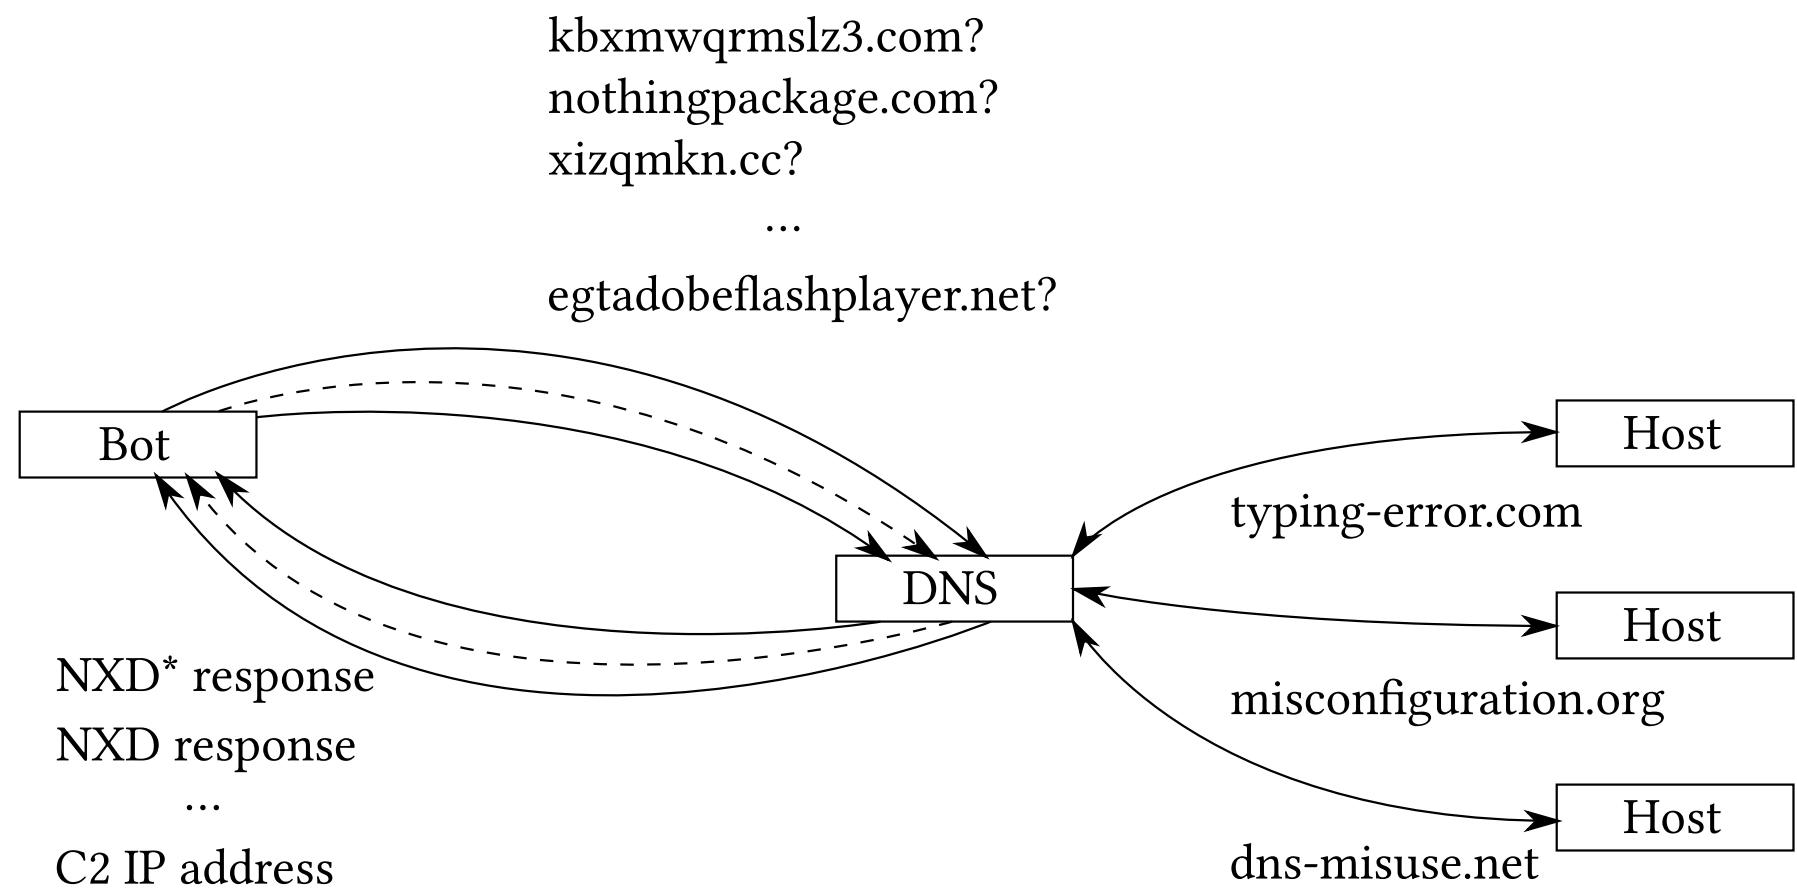 kbxmwqrmslz3.com?
nothingpackage.com?
xizqmkn.cc?
...
egtadobeflashplayer.net?
Bot
Host
typing-error.com
DNS
Host
misconfiguration.org
NXD* response
NXD response
...
C2 IP address
Host
dns-misuse.net